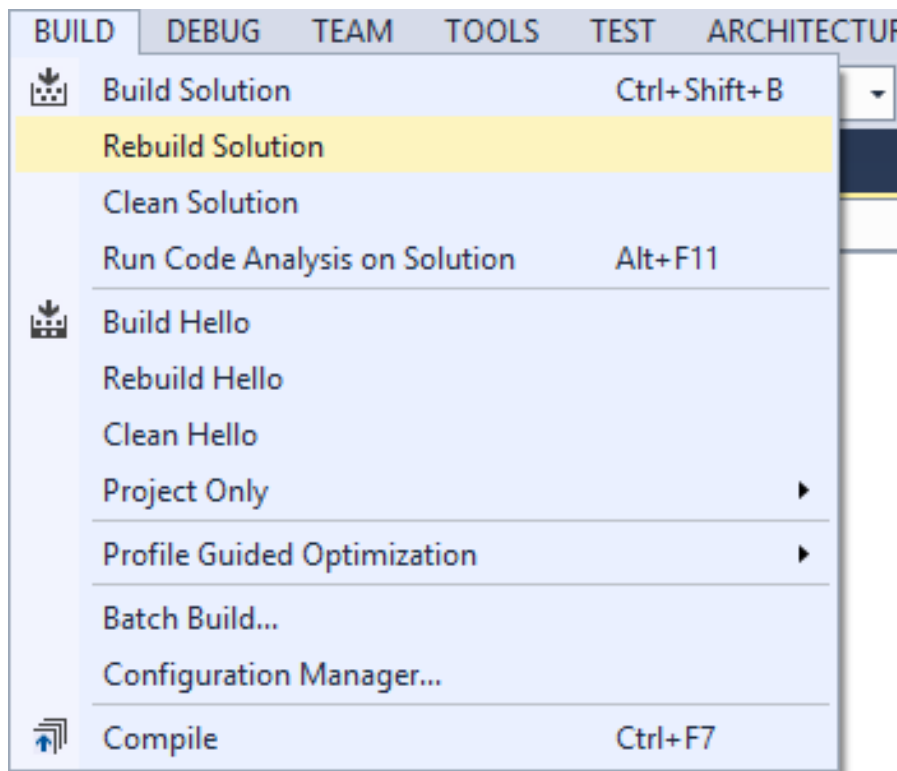 BUILD DEBUG TEAM TOOLS TEST
Build Solution Ctrl+Shift+B
Rebuild Solution
Clean Solution
Run Code Analysis on Solution Alt+F11
Build Hello
Rebuild Hello
Clean Hello
Project Only
Profile Guided Optimization
Batch Build...
Configuration Manager...
Compile Ctrl+F7